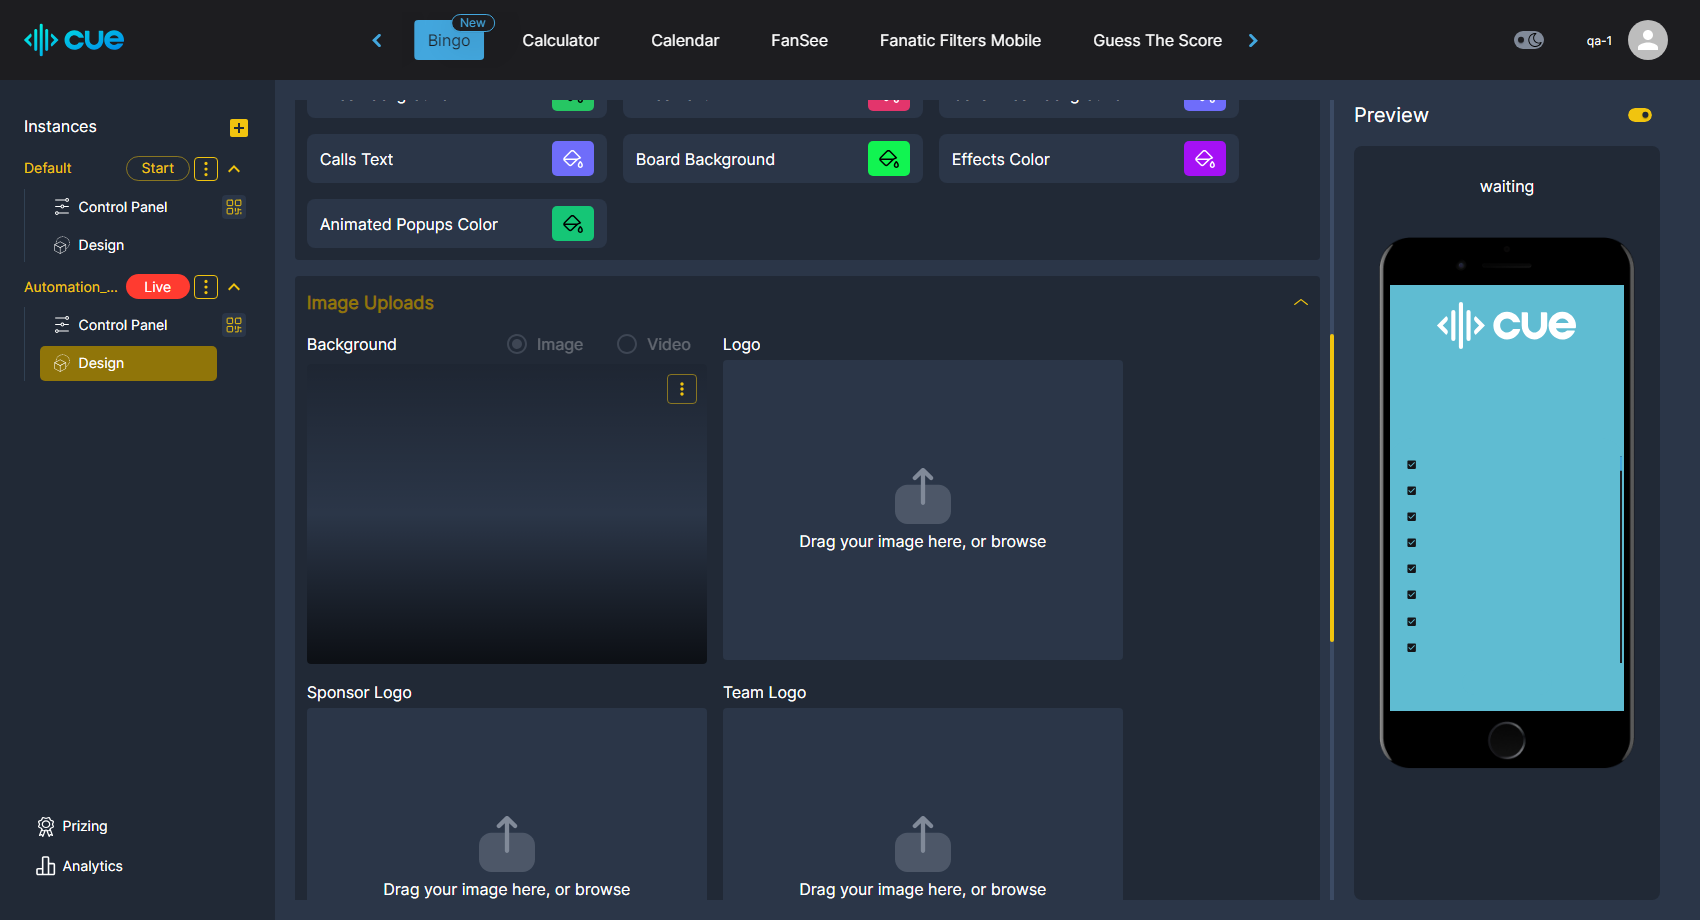 cue
New
Bingo
Calculator
Calendar
FanSee
Fanatic Filters Mobile
Guess The Score
qa-1
Instances
Default
Start
Control Panel
Design
Automation_...
Live
Control Panel
Design
Prizing
Analytics
Calls Text
Board Background
Effects Color
Animated Popups Color
Image Uploads
Background
Image
Video
Logo
Drag your image here, or browse
Sponsor Logo
Team Logo
Drag your image here, or browse
Drag your image here, or browse
Preview
waiting
cue